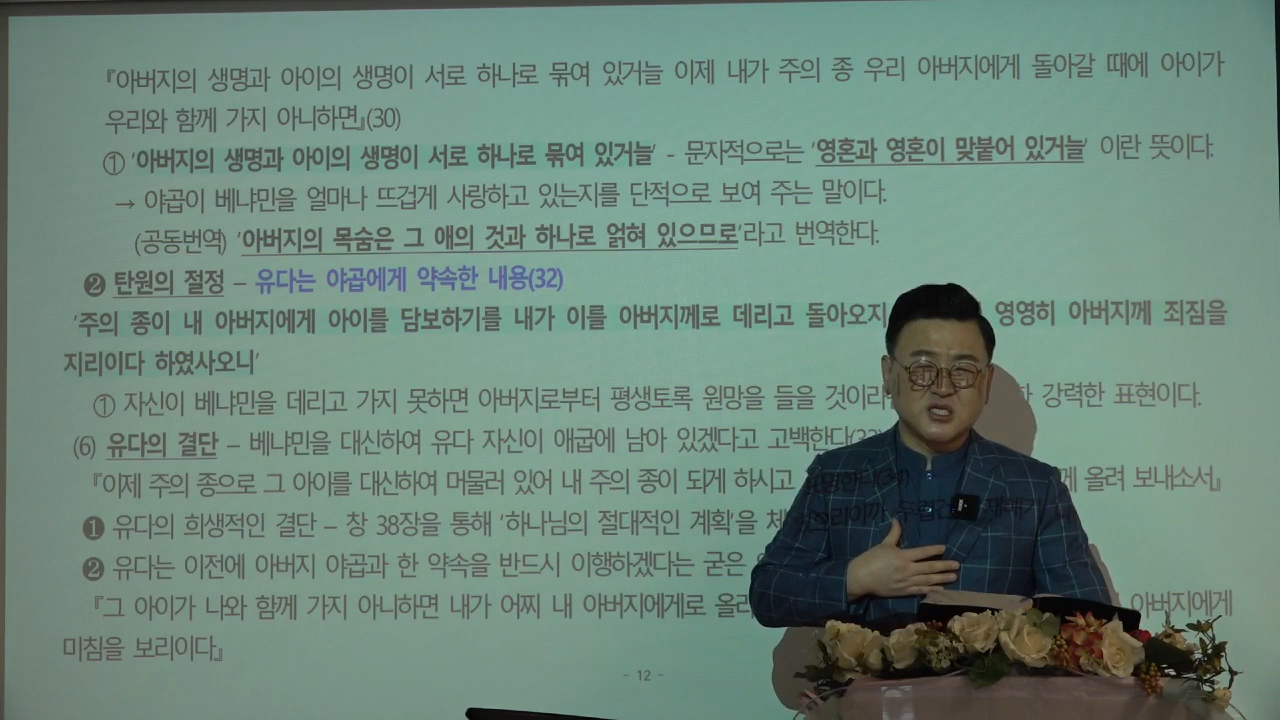 『아버지의 생명과 아이의 생명이 서로 하나로 묶여 있거늘 이제 내가 주의 종 우리 아버지에게 돌아갈 때에 아이가
우리와 함께 가지 아니하면』(30)
① '아버지의 생명과 아이의 생명이 서로 하나로 묶여 있거늘' - 문자적으로는 '영혼과 영혼이 맞붙어 있거늘' 이란 뜻이다.
→ 야곱이 베냐민을 얼마나 뜨겁게 사랑하고 있는지를 단적으로 보여 주는 말이다.
(공동번역) '아버지의 목숨은 그 애의 것과 하나로 얽혀 있으므로'라고 번역한다.
❷ 탄원의 절정 – 유다는 야곱에게 약속한 내용(32)
'주의 종이 내 아버지에게 아이를 담보하기를 내가 이를 아버지께로 데리고 돌아오지 영영히 아버지께 죄짐을
지리이다 하였사오니'
① 자신이 베냐민을 데리고 가지 못하면 아버지로부터 평생토록 원망을 들을 것이라 강력한 표현이다.
(6) 유다의 결단 – 베냐민을 대신하여 유다 자신이 애굽에 남아 있겠다고 고백한다(33)
『이제 주의 종으로 그 아이를 대신하여 머물러 있어 내 주의 종이 되게 하시고 올려 보내소서』
❶ 유다의 희생적인 결단 – 창 38장을 통해 '하나님의 절대적인 계획'을
❷ 유다는 이전에 아버지 야곱과 한 약속을 반드시 이행하겠다는 굳은
『그 아이가 나와 함께 가지 아니하면 내가 어찌 내 아버지에게로 아버지에게
미침을 보리이다』
- 12 -